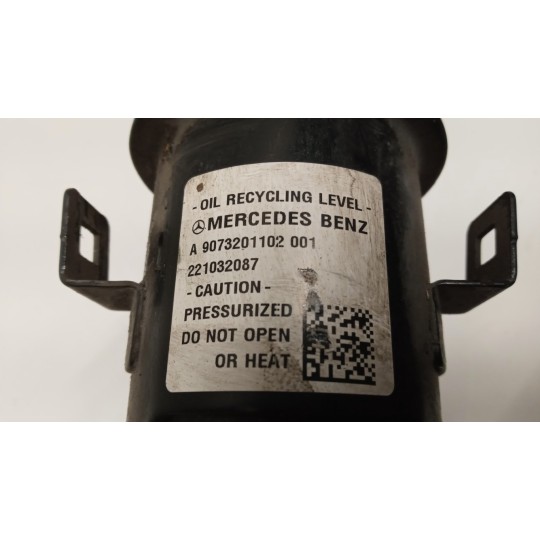 - OIL RECYCLING LEVEL -
MERCEDES BENZ
A 9073201102 001
221032087
- CAUTION -
PRESSURIZED
DO NOT OPEN
OR HEAT